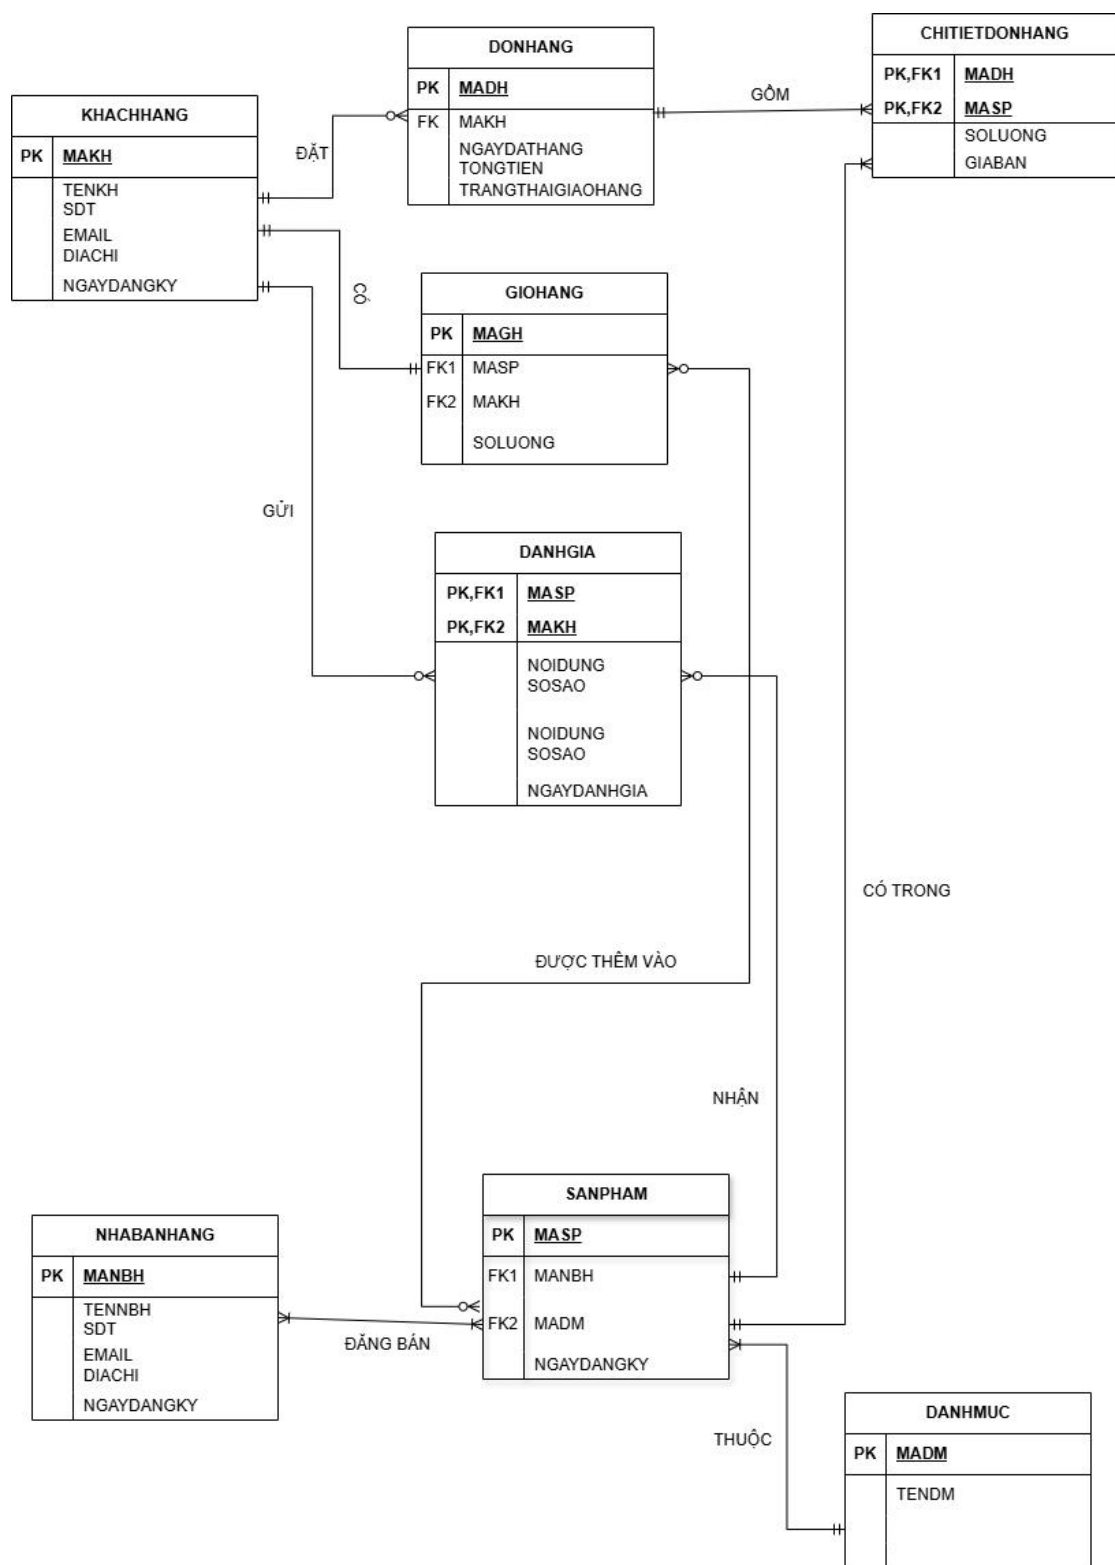 DONHANG
PK MADH
FK MAKH
NGAYDATHANG
TONGTIEN
TRANGTHAIGIAOHANG
CHITIETDONHANG
PK,FK1 MADH
PK,FK2 MASP
SOLUONG
GIABAN
GỒM
KHACHHANG
PK MAKH
TENKH
SDT
EMAIL
DIACHI
NGAYDANGKY
ĐẶT
CÓ
GIOHANG
PK MAGH
FK1 MASP
FK2 MAKH
SOLUONG
GỬI
DANHGIA
PK,FK1 MASP
PK,FK2 MAKH
NOIDUNG
SOSAO
NOIDUNG
SOSAO
NGAYDANHGIA
CÓ TRONG
ĐƯỢC THÊM VÀO
NHẬN
SANPHAM
PK MASP
FK1 MANBH
FK2 MADM
NGAYDANGKY
NHABANHANG
PK MANBH
TENNBH
SDT
EMAIL
DIACHI
NGAYDANGKY
ĐĂNG BÁN
THUỘC
DANHMUC
PK MADM
TENDM